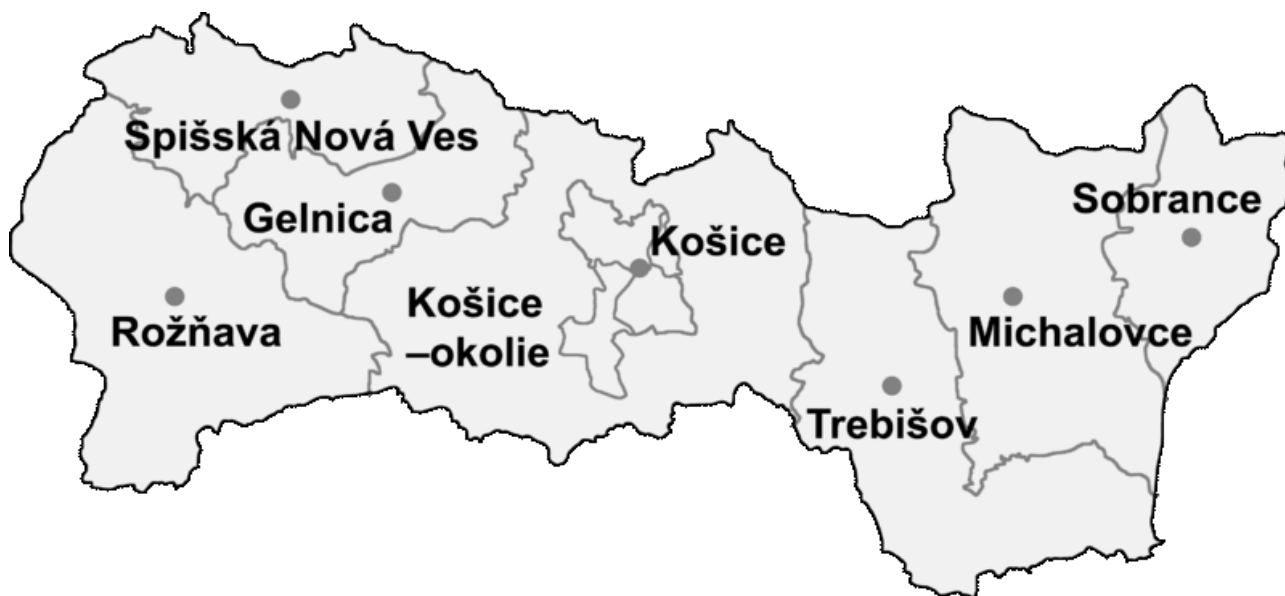 Spišská Nová Ves
Gelnica
Rožňava
Košice
–okolie
Košice
Trebišov
Michalovce
Sobrance